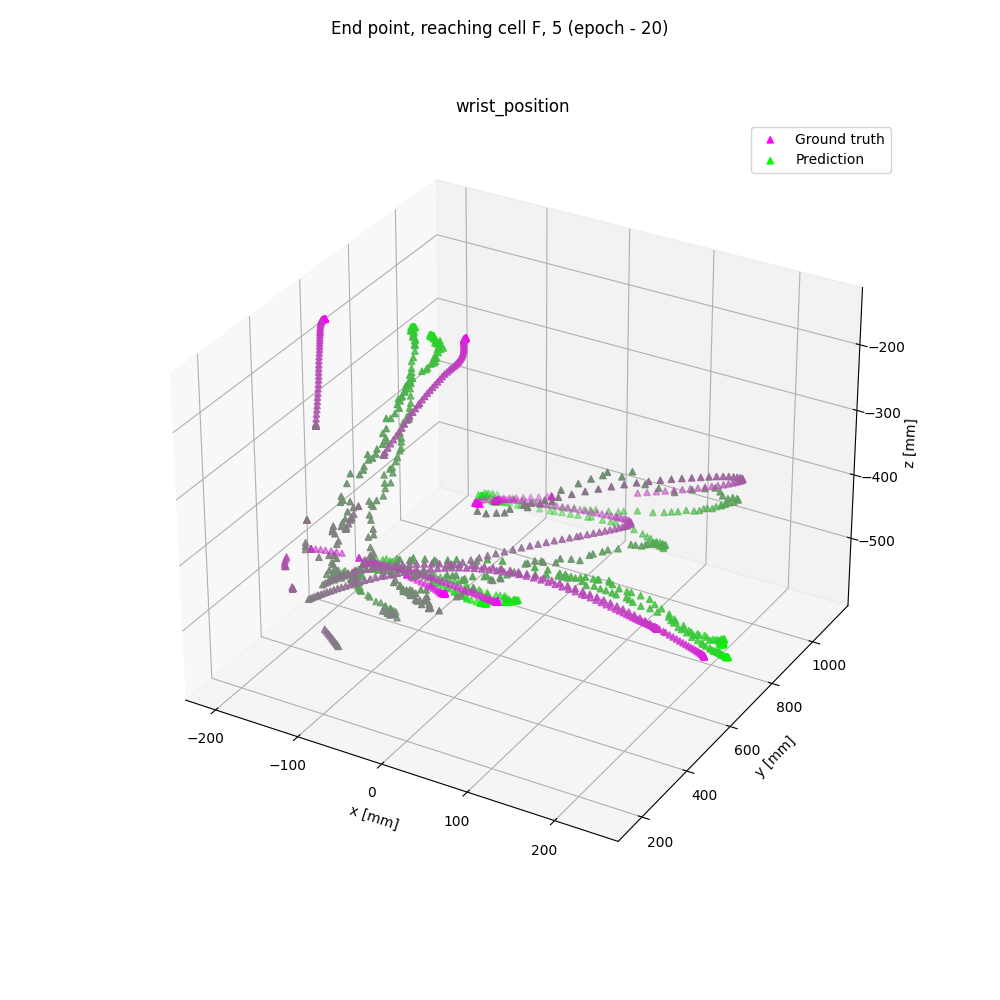 End point, reaching cell F, 5 (epoch - 20)
wrist_position
Ground truth
Prediction
−200
−300
−400
−500
z [mm]
1000
800
600
400
200
y [mm]
−200
−100
0
100
200
x [mm]